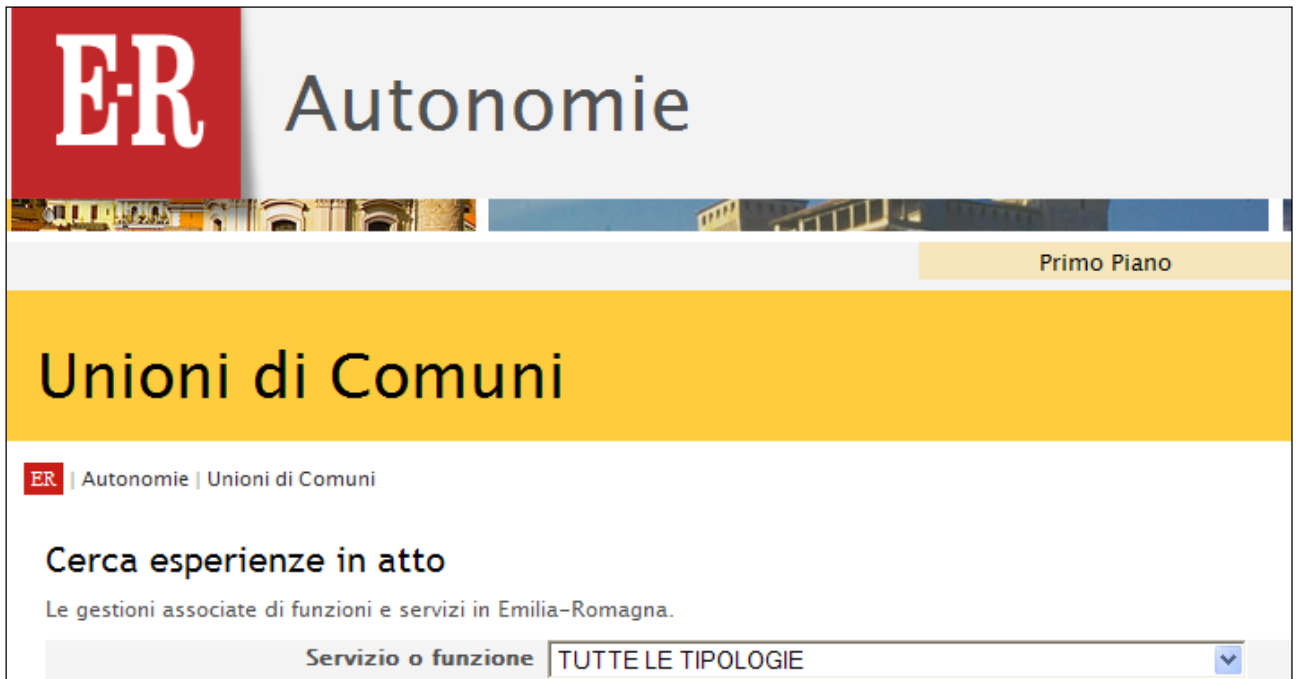 E-R
Autonomie
Primo Piano
Unioni di Comuni
ER | Autonomie | Unioni di Comuni
Cerca esperienze in atto
Le gestioni associate di funzioni e servizi in Emilia-Romagna.
Servizio o funzione TUTTE LE TIPOLOGIE